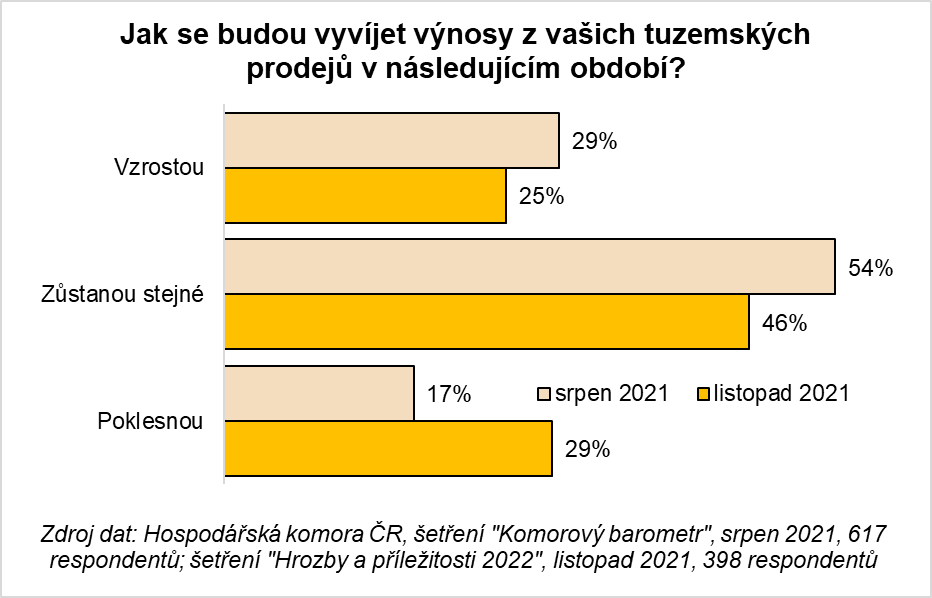 Jak se budou vyvíjet výnosy z vašich tuzemských
prodejů v následujícím období?
Vzrostou
29%
25%
Zůstanou stejné
54%
46%
Poklesnou
17%
29%
srpen 2021
listopad 2021
Zdroj dat: Hospodářská komora ČR, šetření "Komorový barometr", srpen 2021, 617
respondentů; šetření "Hrozby a příležitosti 2022", listopad 2021, 398 respondentů